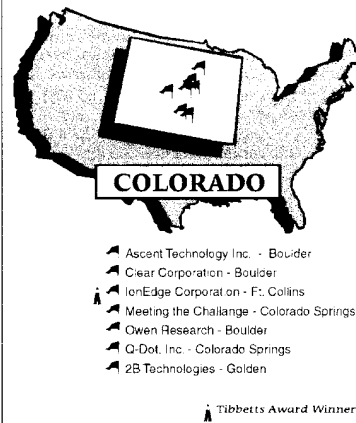 COLORADO
Ascent Technology Inc. - Boulder
Clear Corporation - Boulder
IonEdge Corporation - Ft. Collins
Meeting the Challange - Colorado Springs
Owen Research - Boulder
Q-Dot, Inc. - Colorado Springs
2B Technologies - Golden
Tibbetts Award Winner